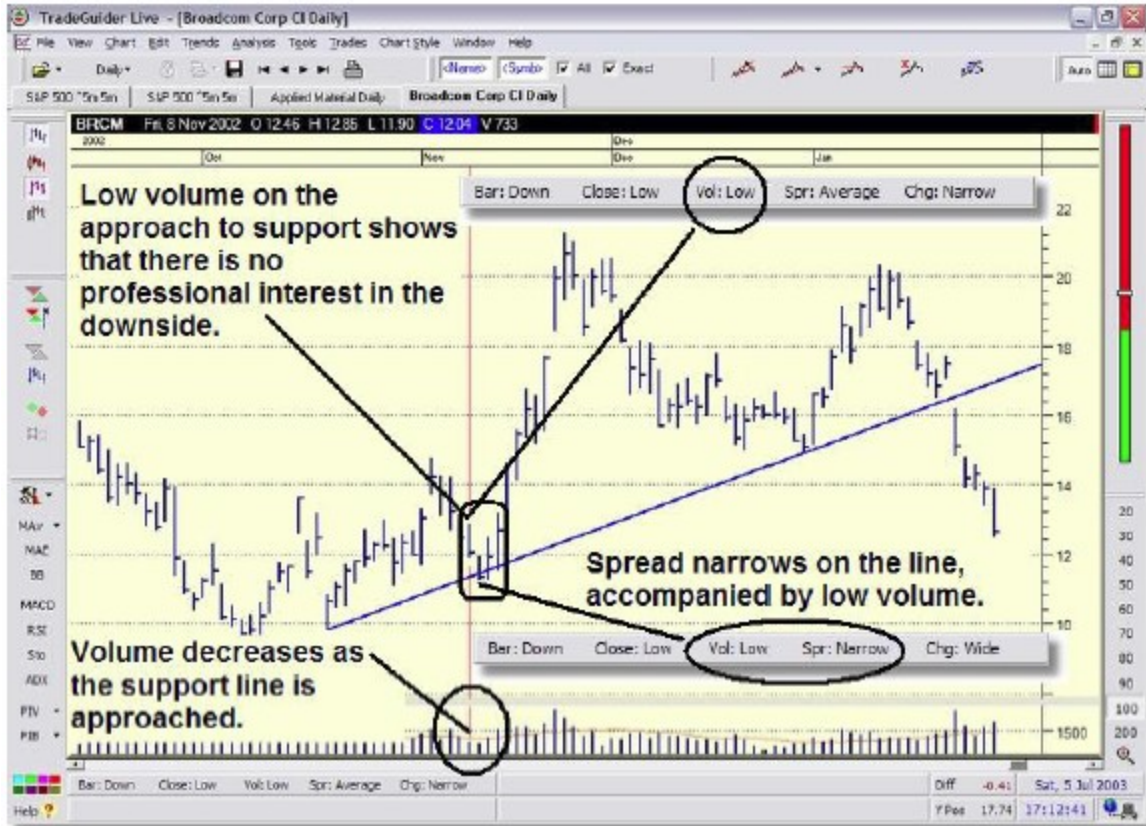 TradeGuider Live - [Broadcom Corp Cl Daily]
File View Chart Edit Trends Analysis Tools Trades Chart Style Window Help
Daily <Name> <Symb> All Exact Auto
S&P 500 ~5m 5m S&P 500 ~5m 5m Applied Material Daily Broadcom Corp Cl Daily
BRCM Fri, 8 Nov 2002 O 12.46 H 12.86 L 11.90 C 12.04 V 733
2002 Dec
Oct Nov Dec Jan
Bar: Down Close: Low Vol: Low Spr: Average Chg: Narrow
Low volume on the
approach to support shows
that there is no
professional interest in the
downside.
22
20
18
16
14
12
10
Spread narrows on the line,
accompanied by low volume.
Bar: Down Close: Low Vol: Low Spr: Narrow Chg: Wide
Volume decreases as
the support line is
approached.
1500
MAv
MAE
BB
MACD
RSI
Sto
ADX
PIV
PIB
20
30
40
50
60
70
80
90
100
200
Bar: Down Close: Low Vol: Low Spr: Average Chg: Narrow Diff -0.41 Sat, 5 Jul 2003
Help Y Pos 17.74 17:12:41